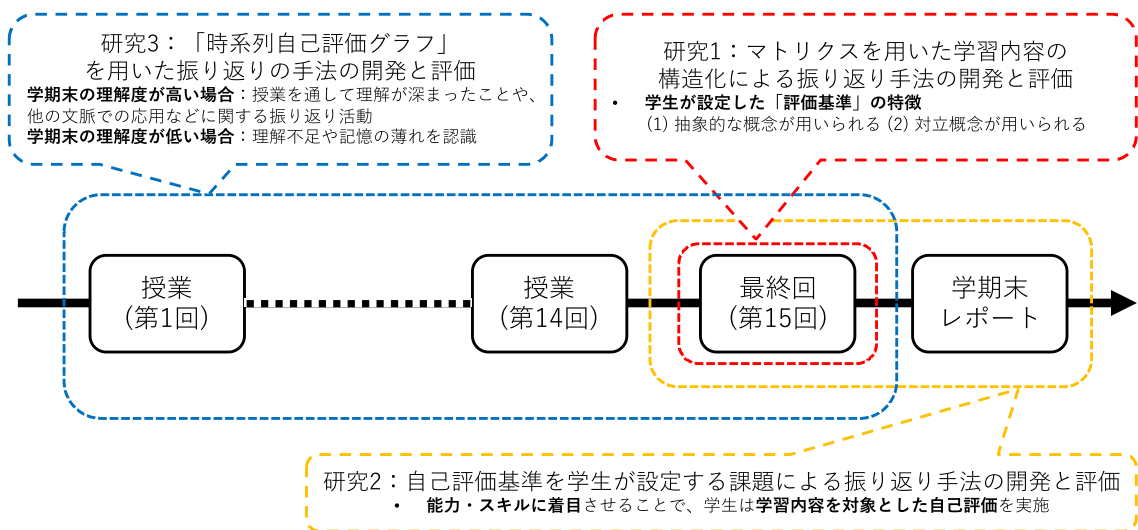 研究3：「時系列自己評価グラフ」
を用いた振り返りの手法の開発と評価
学期末の理解度が高い場合：授業を通して理解が深まったことや、
他の文脈での応用などに関する振り返り活動
学期末の理解度が低い場合：理解不足や記憶の薄れを認識
研究1：マトリクスを用いた学習内容の
構造化による振り返り手法の開発と評価
• 学生が設定した「評価基準」の特徴
(1) 抽象的な概念が用いられる (2) 対立概念が用いられる
授業
(第1回)
授業
(第14回)
最終回
(第15回)
学期末
レポート
研究2：自己評価基準を学生が設定する課題による振り返り手法の開発と評価
• 能力・スキルに着目させることで、学生は学習内容を対象とした自己評価を実施